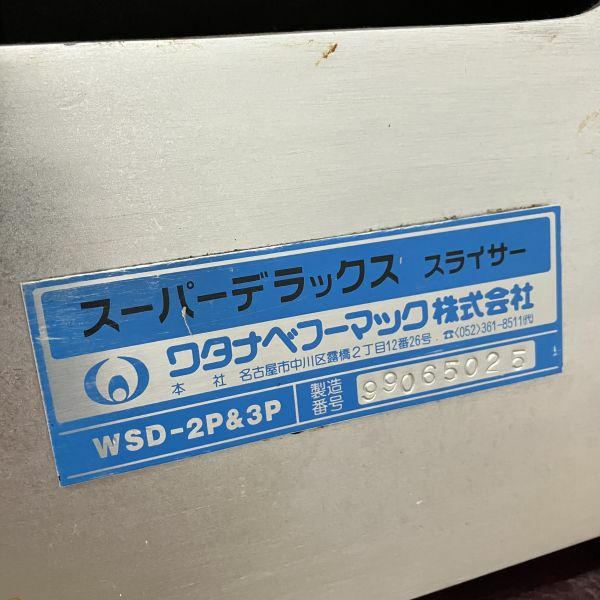 スーパーデラックス スライサー
ワタナベフーマック株式会社
本 社 名古屋市中川区露橋2丁目12番26号 ☎(052)361-8511(代)
WSD-2P&3P
製造番号 99065025